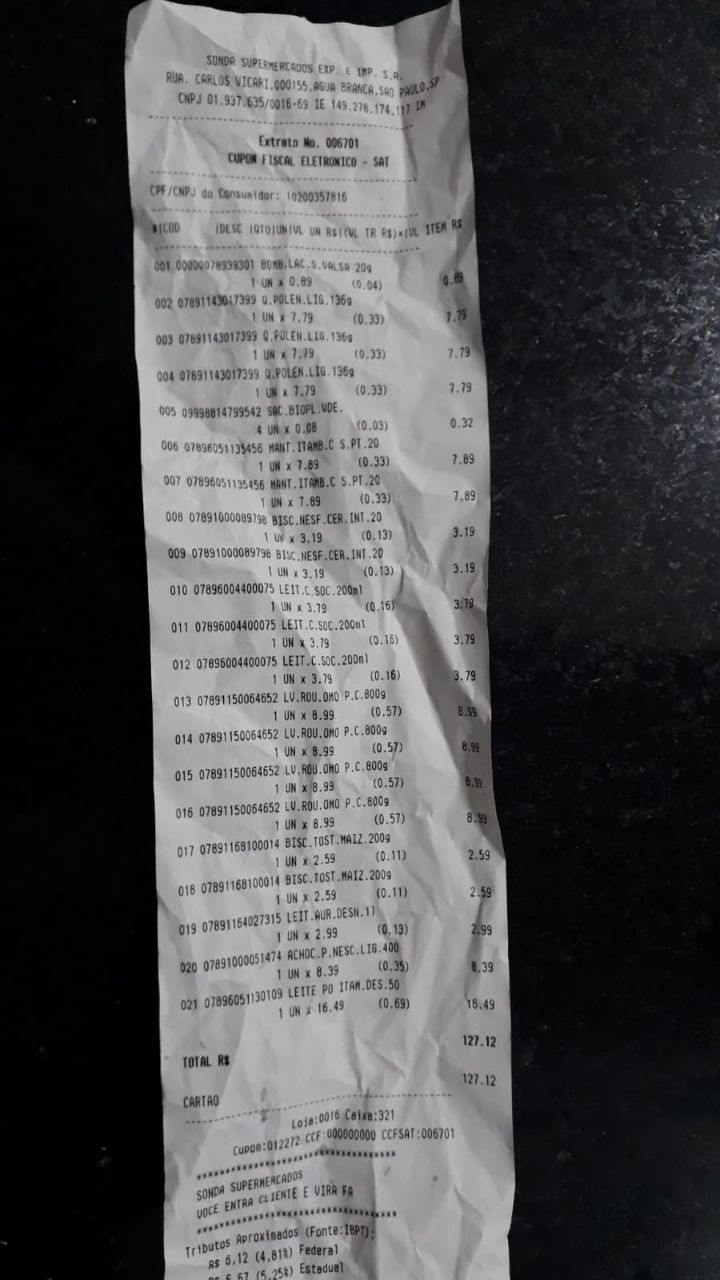 SONDA SUPERMERCADOS EXP. E IMP. S.A.
RUA. CARLOS VICARI,000155,AGUA BRANCA,SAO PAULO,SP
CNPJ 01.937.635/0016-69 IE 149.278.174.117 IM
Extrato No. 006701
CUPOM FISCAL ELETRONICO - SAT
CPF/CNPJ do Consumidor: 10200357816
#|COD |DESC |QTD|UN|VL UN R$|(VL TR R$)*|VL ITEM R$
001 00000078939301 BOMB.LAC.S.VALSA 20g
1 UN x 0.89 (0.04) 0.89
002 07891143017399 Q.POLEN.LIG.136g
1 UN x 7.79 (0.33) 7.79
003 07891143017399 Q.POLEN.LIG.136g
1 UN x 7.79 (0.33) 7.79
004 07891143017399 Q.POLEN.LIG.136g
1 UN x 7.79 (0.33) 7.79
005 09998814799542 SAC.BIOPL.VDE.
4 UN x 0.08 (0.03) 0.32
006 07896051135456 MANT.ITAMB.C S.PT.20
1 UN x 7.89 (0.33) 7.89
007 07896051135456 MANT.ITAMB.C S.PT.20
1 UN x 7.89 (0.33) 7.89
008 07891000089798 BISC.NESF.CER.INT.20
1 UN x 3.19 (0.13) 3.19
009 07891000089798 BISC.NESF.CER.INT.20
1 UN x 3.19 (0.13) 3.19
010 07896004400075 LEIT.C.SOC.200ml
1 UN x 3.79 (0.16) 3.79
011 07896004400075 LEIT.C.SOC.200ml
1 UN x 3.79 (0.16) 3.79
012 07896004400075 LEIT.C.SOC.200ml
1 UN x 3.79 (0.16) 3.79
013 07891150064652 LV.ROU.OMO P.C.800g
1 UN x 8.99 (0.57) 8.99
014 07891150064652 LV.ROU.OMO P.C.800g
1 UN x 8.99 (0.57) 8.99
015 07891150064652 LV.ROU.OMO P.C.800g
1 UN x 8.99 (0.57) 8.99
016 07891150064652 LV.ROU.OMO P.C.800g
1 UN x 8.99 (0.57) 8.99
017 07891168100014 BISC.TOST.MAIZ.200g
1 UN x 2.59 (0.11) 2.59
018 07891168100014 BISC.TOST.MAIZ.200g
1 UN x 2.59 (0.11) 2.59
019 07891164027315 LEIT.AUR.DESN.1l
1 UN x 2.99 (0.13) 2.99
020 07891000051474 ACHOC.P.NESC.LIG.400
1 UN x 8.39 (0.35) 8.39
021 07896051130109 LEITE PO ITAM.DES.50
1 UN x 16.49 (0.69) 16.49
TOTAL R$ 127.12
CARTAO 127.12
Loja:0016 Caixa:321
Cupom:012272 CCF:000000000 CCFSAT:006701
****************************************
SONDA SUPERMERCADOS
VOCE ENTRA CLIENTE E VIRA FA
****************************************
Tributos Aproximados (Fonte:IBPT):
R$ 6,12 (4,81%) Federal
R$ 6,67 (5,25%) Estadual